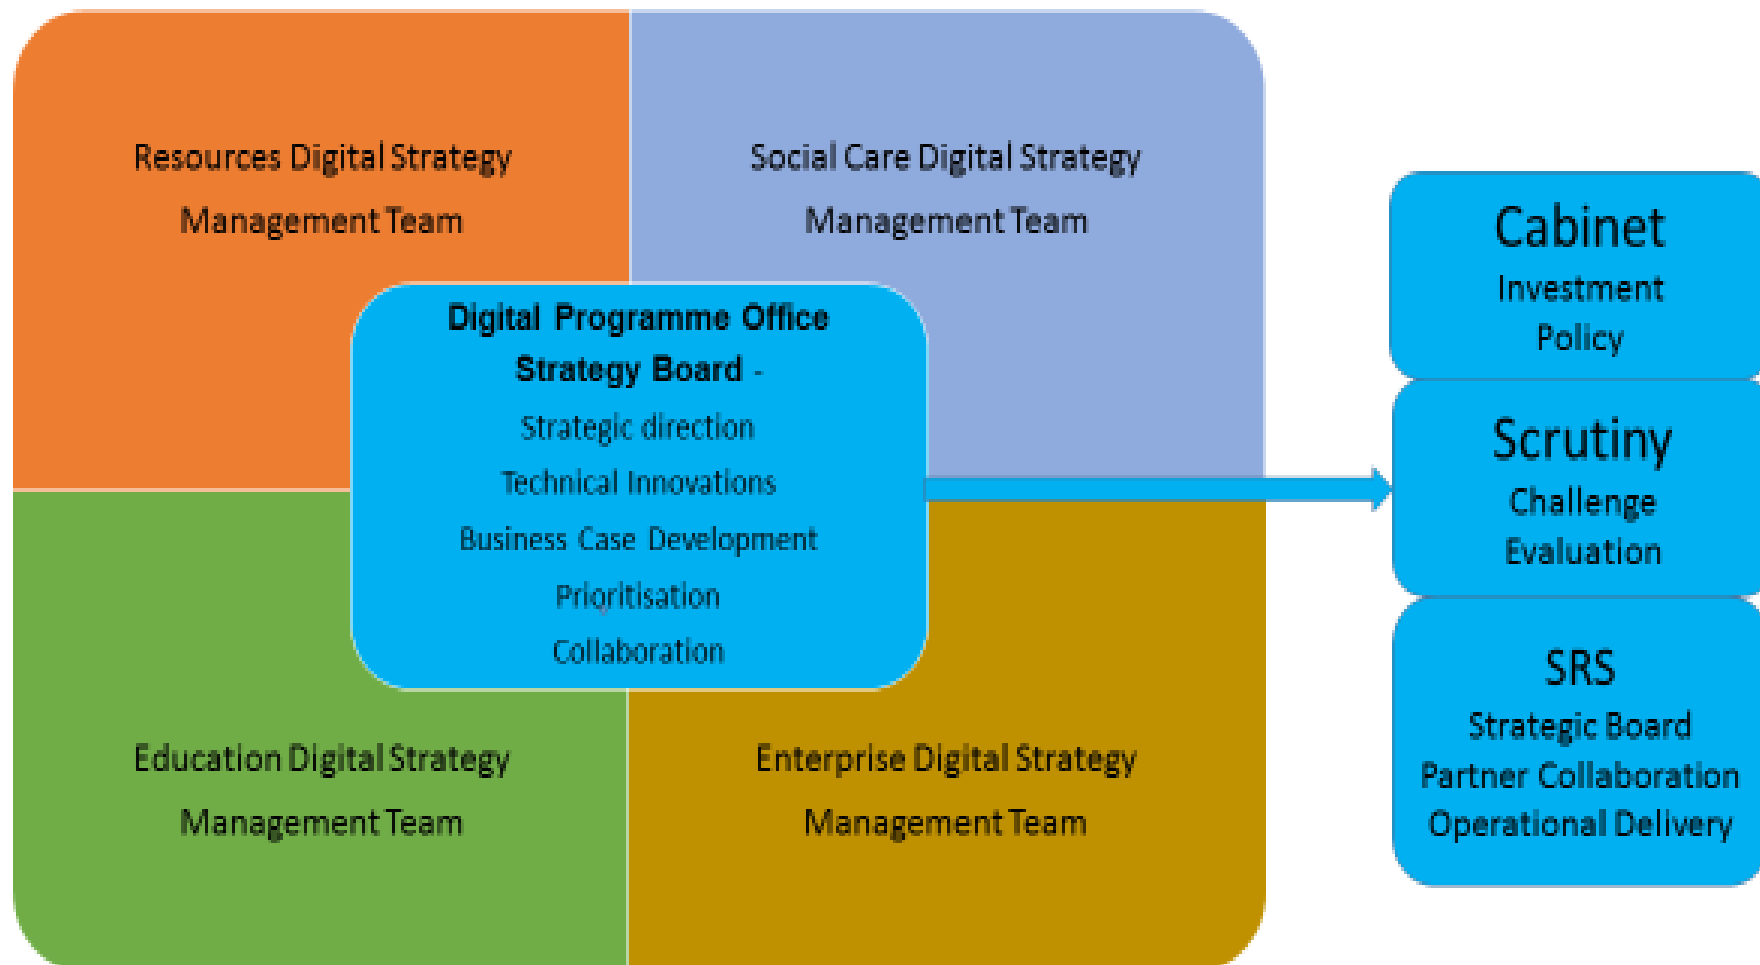 Resources Digital Strategy
Management Team
Social Care Digital Strategy
Management Team
Digital Programme Office
Strategy Board -
Strategic direction
Technical Innovations
Business Case Development
Prioritisation
Collaboration
Education Digital Strategy
Management Team
Enterprise Digital Strategy
Management Team
Cabinet
Investment
Policy
Scrutiny
Challenge
Evaluation
SRS
Strategic Board
Partner Collaboration
Operational Delivery